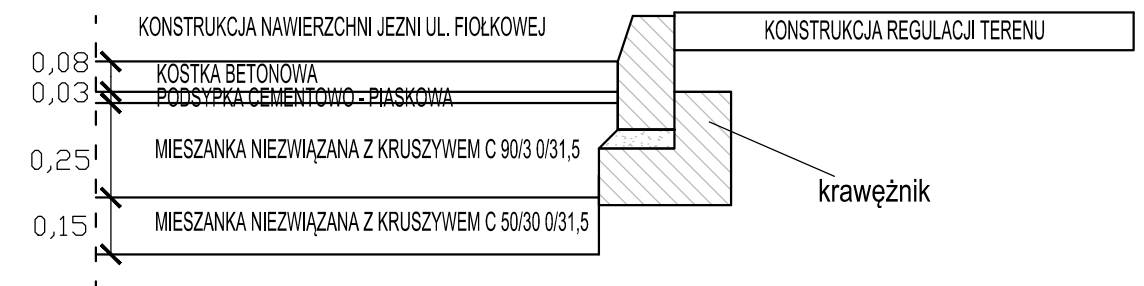 KONSTRUKCJA NAWIERZCHNI JEZNI UL. FIOŁKOWEJ
KONSTRUKCJA REGULACJI TERENU
0,08
KOSTKA BETONOWA
0,03
PODSYPKA CEMENTOWO - PIASKOWA
0,25
MIESZANKA NIEZWIĄZANA Z KRUSZYWEM C 90/3 0/31,5
krawężnik
0,15
MIESZANKA NIEZWIĄZANA Z KRUSZYWEM C 50/30 0/31,5